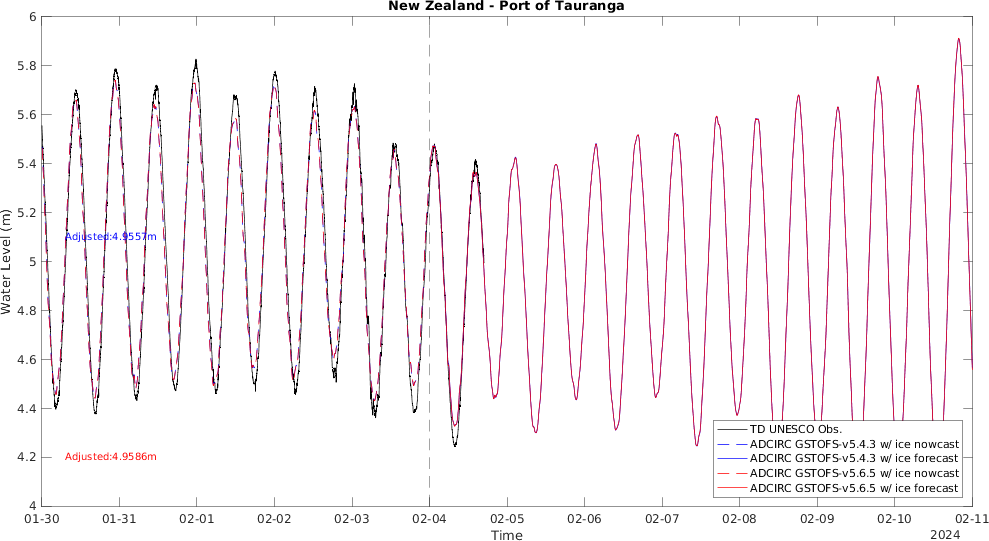 New Zealand - Port of Tauranga
Water Level (m)
6
5.8
5.6
5.4
5.2
5
4.8
4.6
4.4
4.2
4
Adjusted:4.9557m
Adjusted:4.9586m
TD UNESCO Obs.
ADCIRC GSTOFS-v5.4.3 w/ ice nowcast
ADCIRC GSTOFS-v5.4.3 w/ ice forecast
ADCIRC GSTOFS-v5.6.5 w/ ice nowcast
ADCIRC GSTOFS-v5.6.5 w/ ice forecast
01-30 01-31 02-01 02-02 02-03 02-04 02-05 02-06 02-07 02-08 02-09 02-10 02-11
Time
2024